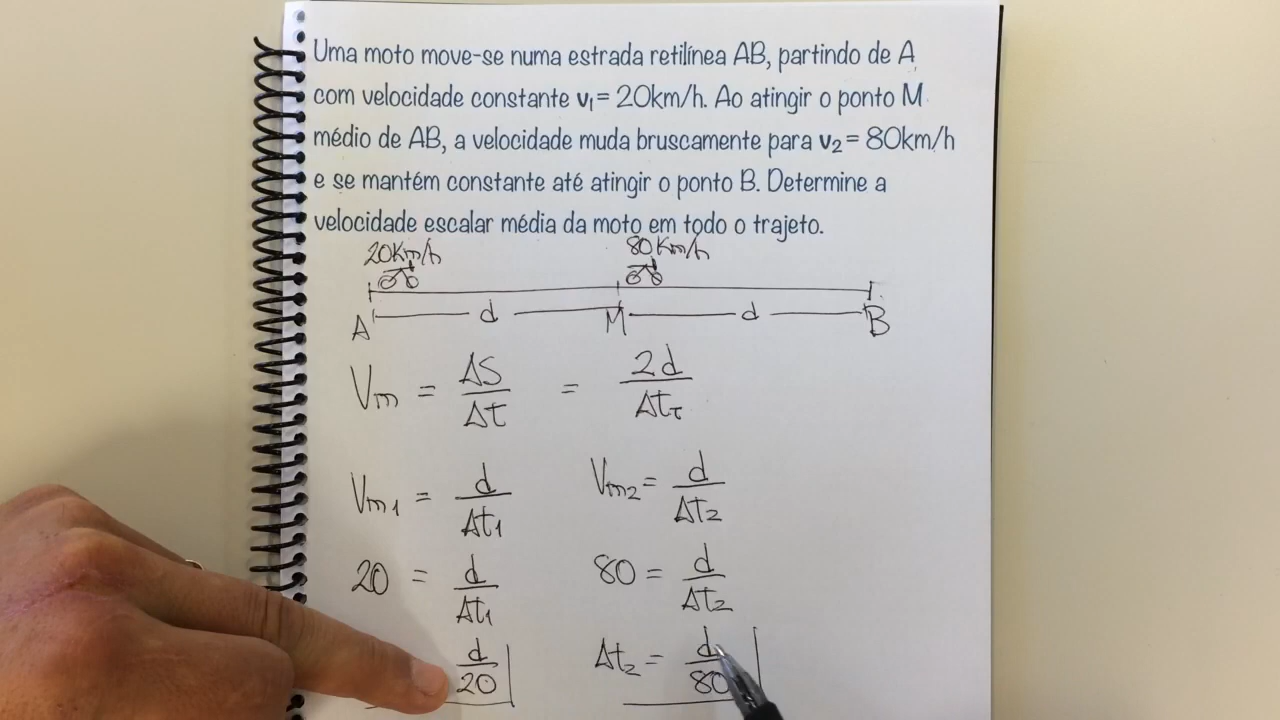 Uma moto move-se numa estrada retilínea AB, partindo de A
com velocidade constante v₁ = 20km/h. Ao atingir o ponto M
médio de AB, a velocidade muda bruscamente para v₂ = 80km/h
e se mantém constante até atingir o ponto B. Determine a
velocidade escalar média da moto em todo o trajeto.
20Km/h 80Km/h
A d M d B
Vm = ΔS/Δt = 2d/ΔtT
Vm1 = d/Δt1 Vm2 = d/Δt2
20 = d/Δt1 80 = d/Δt2
d/20 Δt2 = d/80